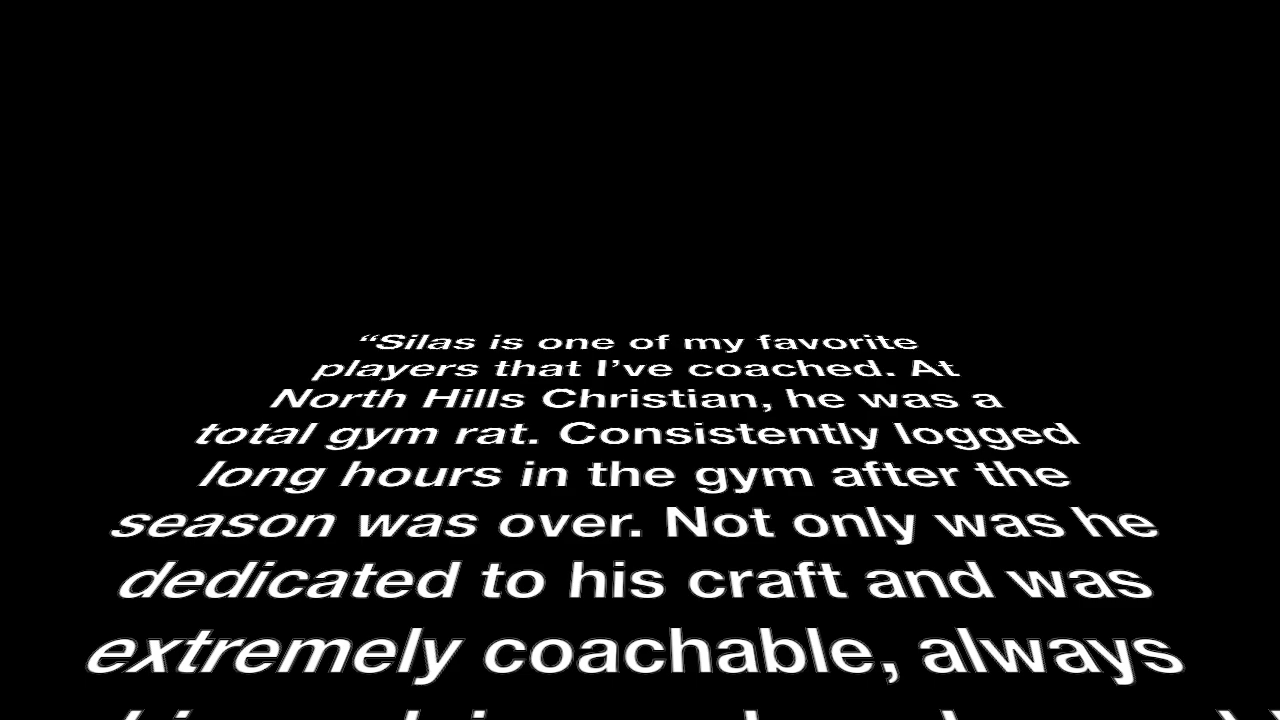 “Silas is one of my favorite
players that I’ve coached. At
North Hills Christian, he was a
total gym rat. Consistently logged
long hours in the gym after the
season was over. Not only was he
dedicated to his craft and was
extremely coachable, always